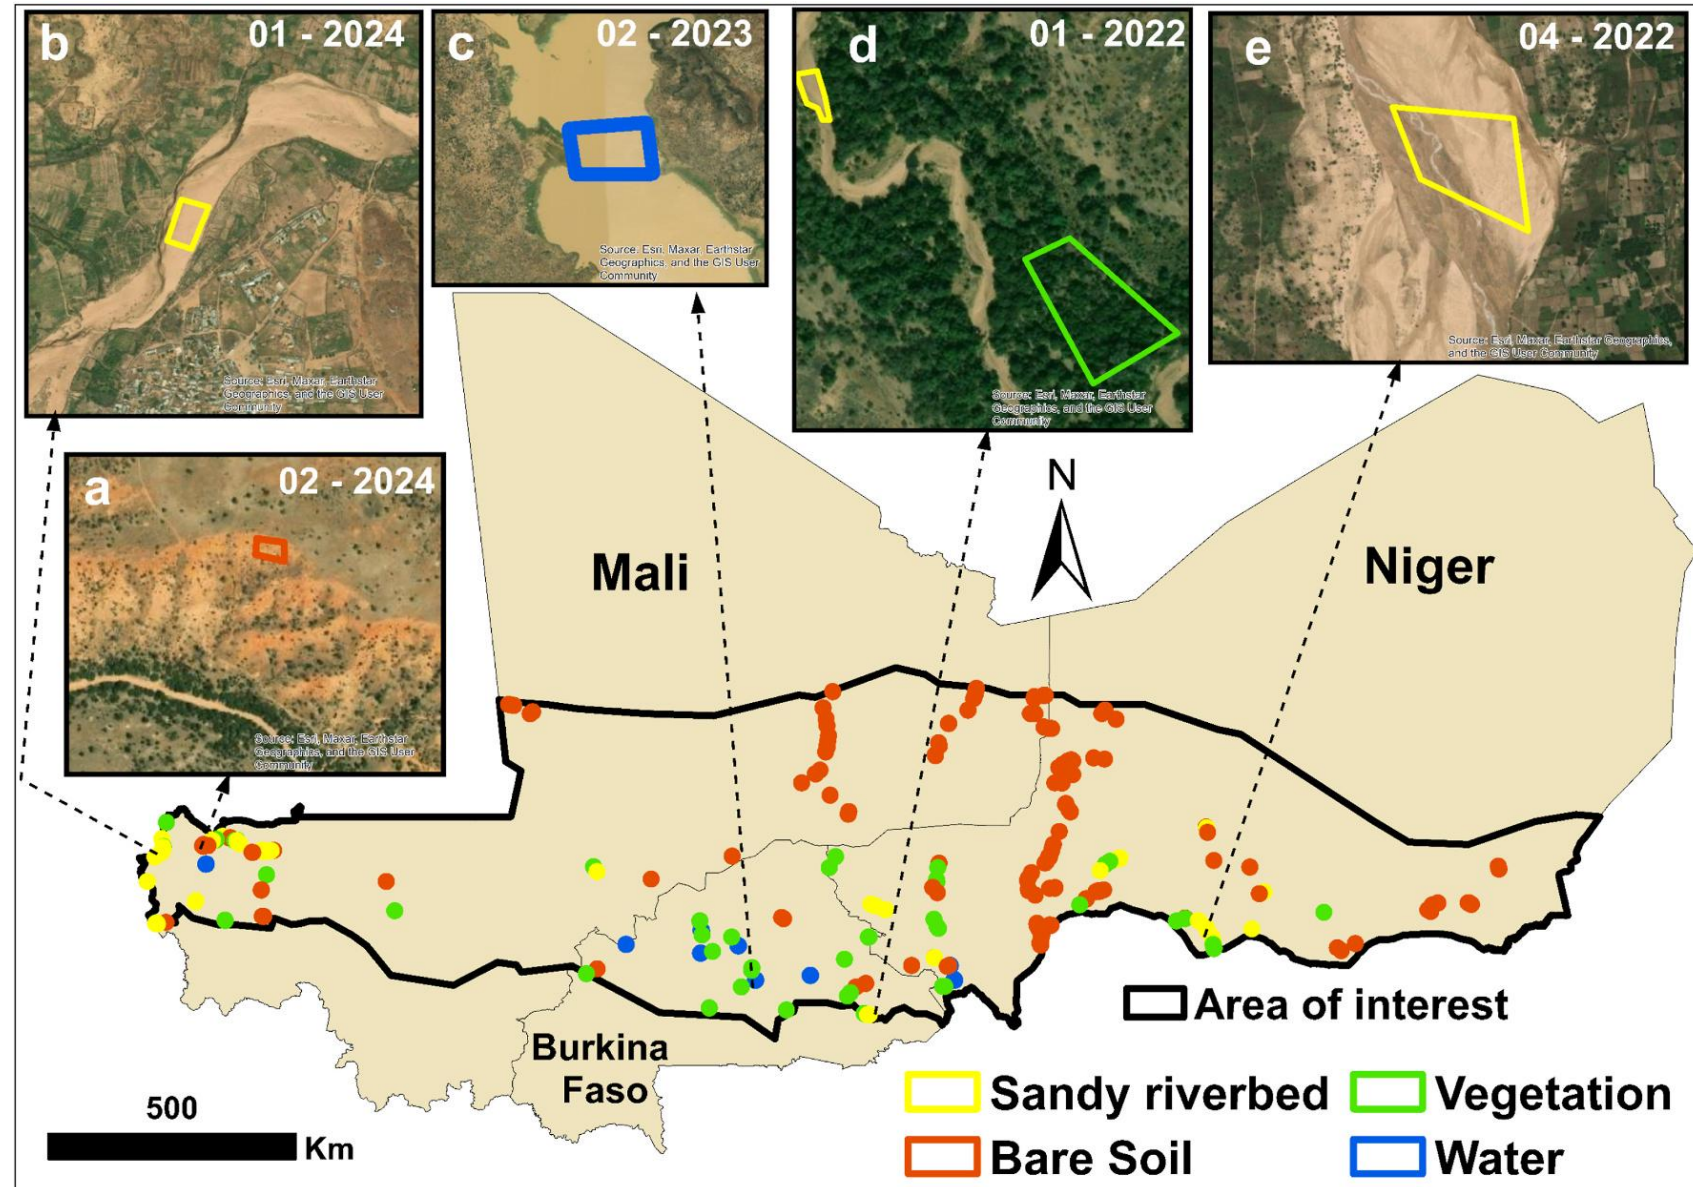 b
01 - 2024
Source: Esri, Maxar, Earthstar
Geographics, and the GIS User
Community
c
02 - 2023
Source: Esri, Maxar, Earthstar
Geographics, and the GIS User
Community
d
01 - 2022
Source: Esri, Maxar, Earthstar
Geographics, and the GIS User
Community
e
04 - 2022
Source: Esri, Maxar, Earthstar Geographics,
and the GIS User Community
a
02 - 2024
Source: Esri, Maxar, Earthstar
Geographics, and the GIS User
Community
N
Mali
Niger
Burkina
Faso
500
Km
Area of interest
Sandy riverbed
Vegetation
Bare Soil
Water